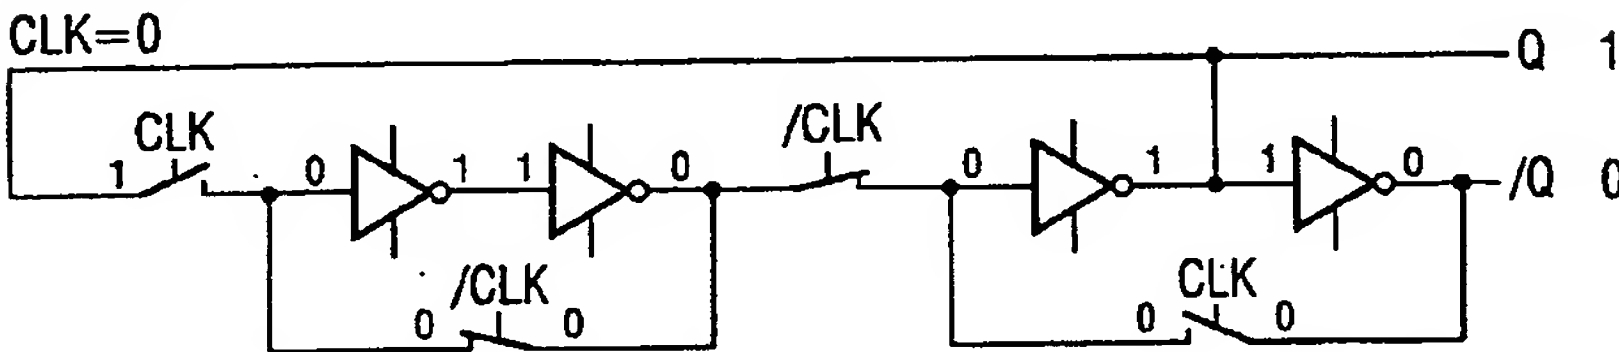 CLK=0
Q 1
CLK
/CLK
1 0 1 1 0 0 1 1 0 /Q 0
/CLK
CLK
0 0 0 0